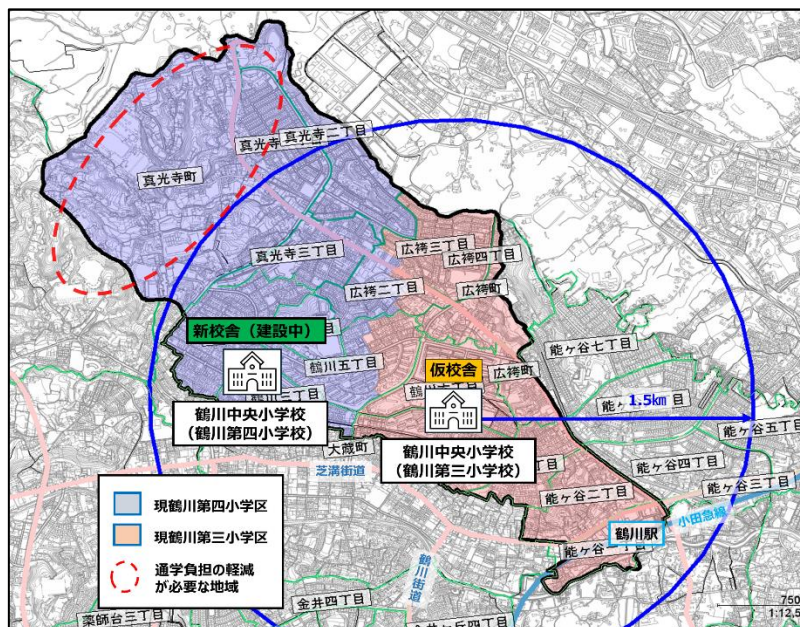 真光寺二丁目
真光寺
真光寺町
真光寺三丁目
広袴三丁目
広袴四丁目
広袴二丁目
広袴町
新校舎(建設中)
鶴川五丁目
仮校舎
能ヶ谷七丁目
広袴町
1.5km
能ヶ谷
目
能ヶ谷五丁目
鶴川中央小学校
(鶴川第四小学校)
鶴川中央小学校
(鶴川第三小学校)
大蔵町
芝溝街道
能ヶ谷四丁目
能ヶ谷三丁目
能ヶ谷二丁目
小田急線
鶴川駅
鶴川
街道
現鶴川第四小学区
現鶴川第三小学区
通学負担の軽減
が必要な地域
金井四丁目
薬師台三丁目
750
1:12,5